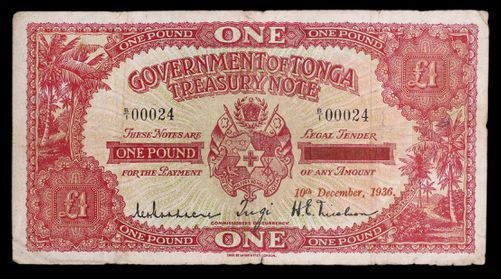 ONE POUND ONE ONE POUND
GOVERNMENT OF TONGA
TREASURY NOTE
£1
B/1 00024 B/1 00024
THESE NOTES ARE LEGAL TENDER
ONE POUND
FOR THE PAYMENT OF ANY AMOUNT
10th December, 1936.
£1
Tugi
COMMISSIONERS OF CURRENCY
ONE POUND ONE ONE POUND